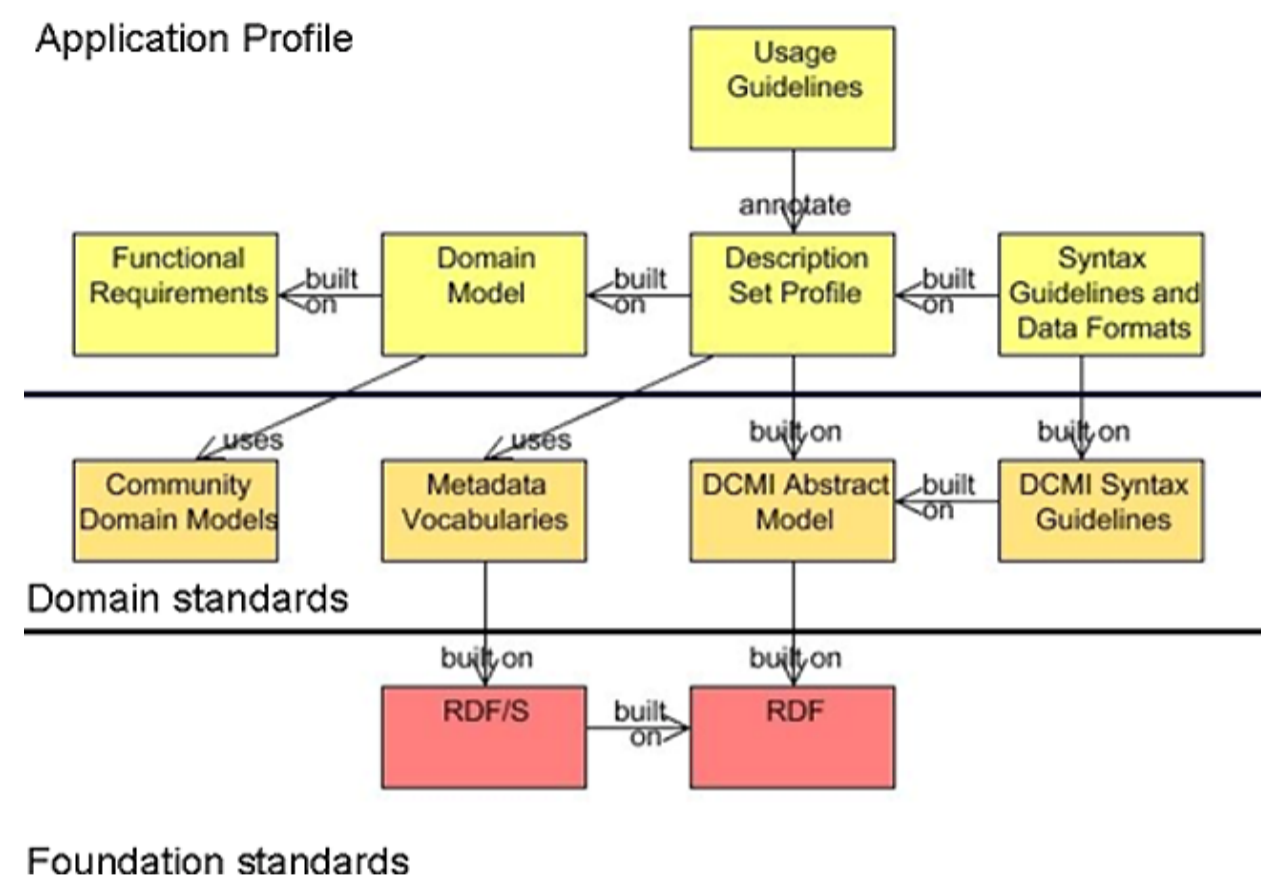 Application Profile
Usage
Guidelines
annotate
Functional
Requirements
built
on
Domain
Model
built
on
Description
Set Profile
built
on
Syntax
Guidelines and
Data Formats
uses
uses
built on
built on
Community
Domain Models
Metadata
Vocabularies
DCMI Abstract
Model
built
on
DCMI Syntax
Guidelines
Domain standards
built on
built on
RDF/S
built
on
RDF
Foundation standards